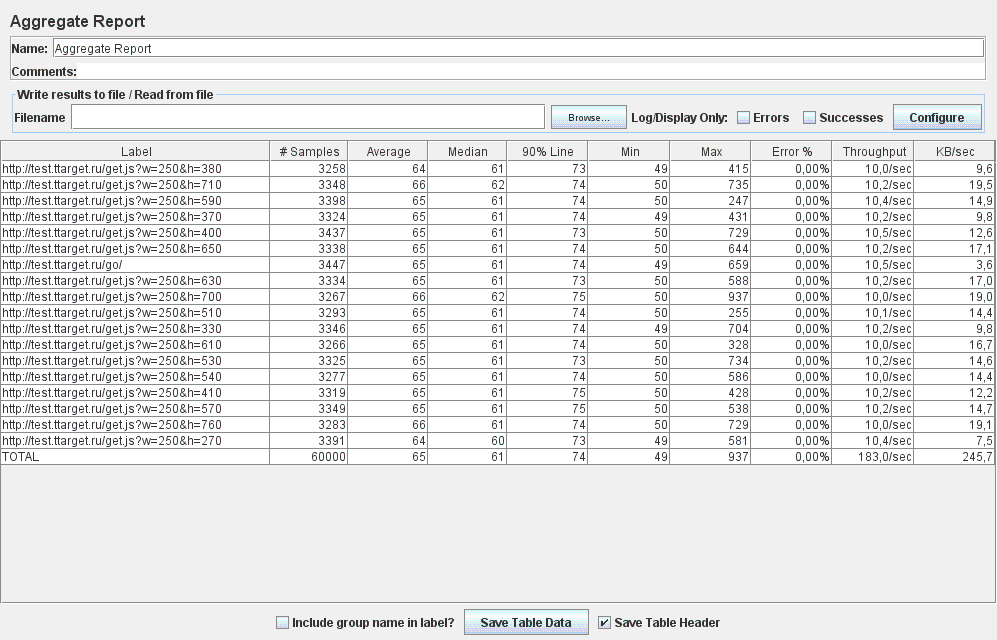 Aggregate Report
Name: Aggregate Report
Comments:
Write results to file / Read from file
Filename Browse... Log/Display Only: Errors Successes Configure
Label # Samples Average Median 90% Line Min Max Error % Throughput KB/sec
http://test.ttarget.ru/get.js?w=250&h=380 3258 64 61 73 49 415 0,00% 10,0/sec 9,6
http://test.ttarget.ru/get.js?w=250&h=710 3348 66 62 74 50 735 0,00% 10,2/sec 19,5
http://test.ttarget.ru/get.js?w=250&h=590 3398 65 61 74 50 247 0,00% 10,4/sec 14,9
http://test.ttarget.ru/get.js?w=250&h=370 3324 65 61 74 49 431 0,00% 10,2/sec 9,8
http://test.ttarget.ru/get.js?w=250&h=400 3437 65 61 73 50 729 0,00% 10,5/sec 12,6
http://test.ttarget.ru/get.js?w=250&h=650 3338 65 61 74 50 644 0,00% 10,2/sec 17,1
http://test.ttarget.ru/go/ 3447 65 61 74 49 659 0,00% 10,5/sec 3,6
http://test.ttarget.ru/get.js?w=250&h=630 3334 65 61 73 50 588 0,00% 10,2/sec 17,0
http://test.ttarget.ru/get.js?w=250&h=700 3267 66 62 75 50 937 0,00% 10,0/sec 19,0
http://test.ttarget.ru/get.js?w=250&h=510 3293 65 61 74 50 255 0,00% 10,1/sec 14,4
http://test.ttarget.ru/get.js?w=250&h=330 3346 65 61 74 49 704 0,00% 10,2/sec 9,8
http://test.ttarget.ru/get.js?w=250&h=610 3266 65 61 74 50 328 0,00% 10,0/sec 16,7
http://test.ttarget.ru/get.js?w=250&h=530 3325 65 61 73 50 734 0,00% 10,2/sec 14,6
http://test.ttarget.ru/get.js?w=250&h=540 3277 65 61 74 50 586 0,00% 10,0/sec 14,4
http://test.ttarget.ru/get.js?w=250&h=410 3319 65 61 75 50 428 0,00% 10,2/sec 12,2
http://test.ttarget.ru/get.js?w=250&h=570 3349 65 61 75 50 538 0,00% 10,2/sec 14,7
http://test.ttarget.ru/get.js?w=250&h=760 3283 66 61 74 50 729 0,00% 10,0/sec 19,1
http://test.ttarget.ru/get.js?w=250&h=270 3391 64 60 73 49 581 0,00% 10,4/sec 7,5
TOTAL 60000 65 61 74 49 937 0,00% 183,0/sec 245,7
Include group name in label? Save Table Data Save Table Header